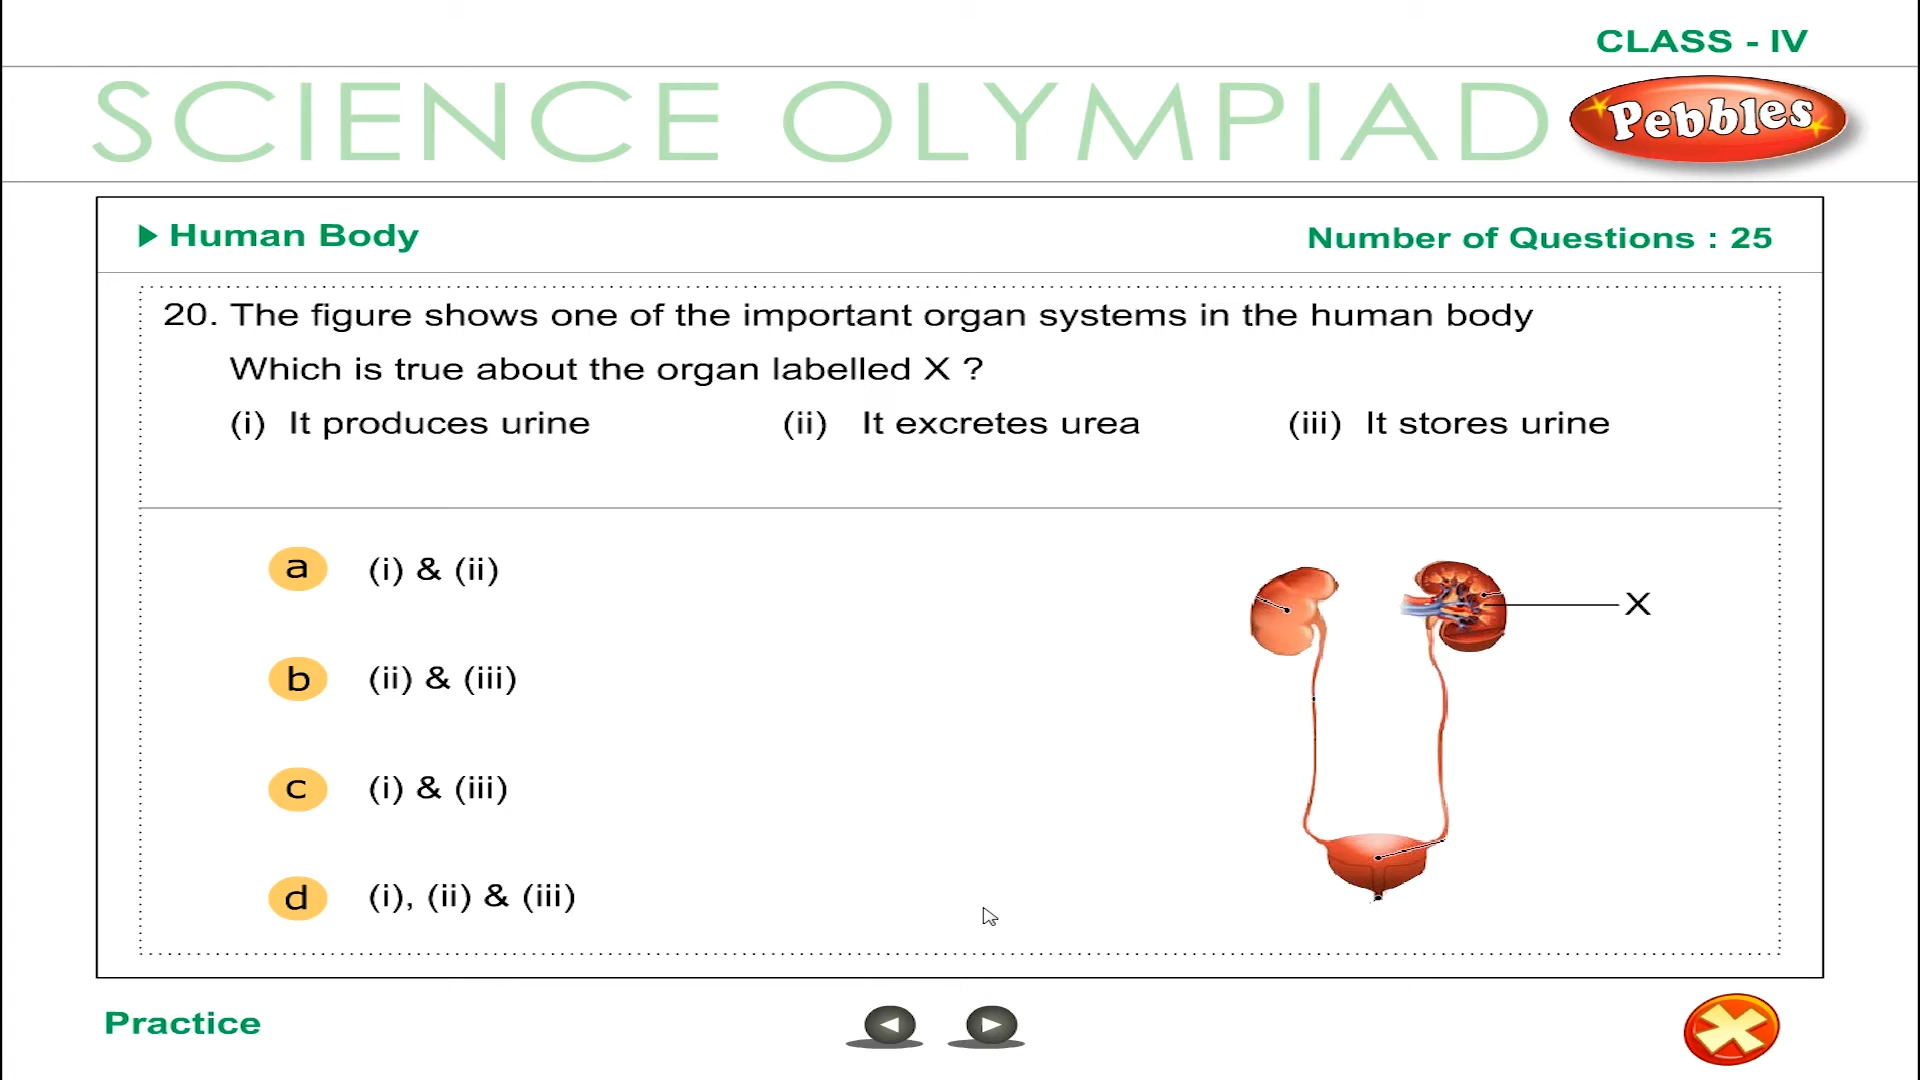 CLASS - IV
SCIENCE OLYMPIAD
Pebbles
Human Body
Number of Questions : 25
20. The figure shows one of the important organ systems in the human body
Which is true about the organ labelled X ?
(i) It produces urine (ii) It excretes urea (iii) It stores urine
a (i) & (ii)
b (ii) & (iii)
c (i) & (iii)
d (i), (ii) & (iii)
X
Practice